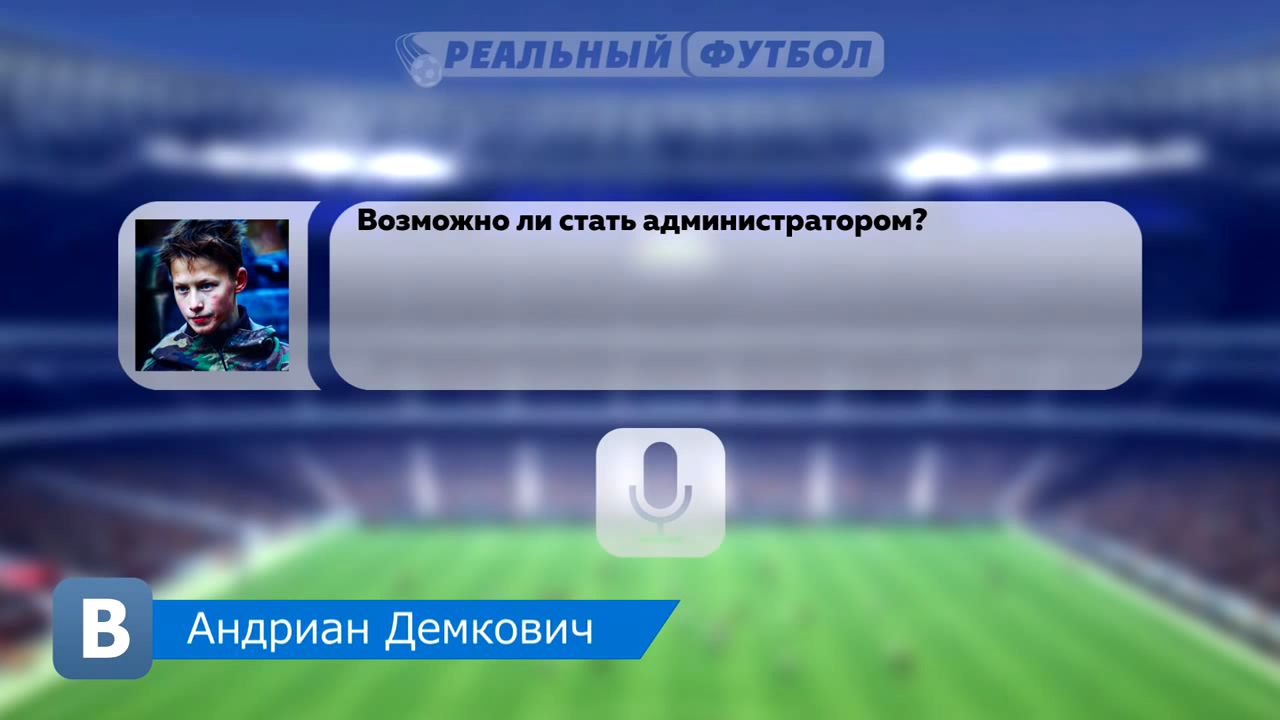 РЕАЛЬНЫЙ ФУТБОЛ
Возможно ли стать администратором?
В Андриан Демкович